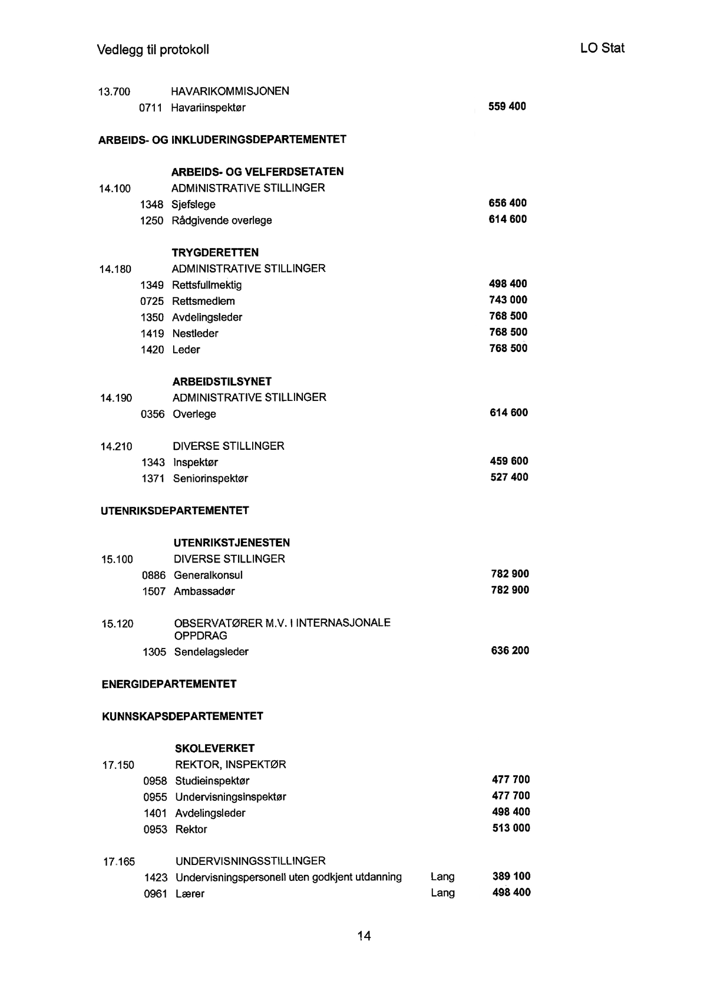 Vedlegg til protokoll LO Stat
13.700 HAVARIKOMMISJONEN
0711 Havariinspektør 559 400
ARBEIDS- OG INKLUDERINGSDEPARTEMENTET
ARBEIDS- OG VELFERDSETATEN
14.100 ADMINISTRATIVE STILLINGER
1348 Sjefslege 656 400
1250 Rådgivende overlege 614 600
TRYGDERETTEN
14.180 ADMINISTRATIVE STILLINGER
1349 Rettsfullmektig 498 400
0725 Rettsmedlem 743 000
1350 Avdelingsleder 768 500
1419 Nestleder 768 500
1420 Leder 768 500
ARBEIDSTILSYNET
14.190 ADMINISTRATIVE STILLINGER
0356 Overlege 614 600
14.210 DIVERSE STILLINGER
1343 Inspektør 459 600
1371 Seniorinspektør 527 400
UTENRIKSDEPARTEMENTET
UTENRIKSTJENESTEN
15.100 DIVERSE STILLINGER
0886 Generalkonsul 782 900
1507 Ambassadør 782 900
15.120 OBSERVATØRER M.V. I INTERNASJONALE
OPPDRAG
1305 Sendelagsleder 636 200
ENERGIDEPARTEMENTET
KUNNSKAPSDEPARTEMENTET
SKOLEVERKET
17.150 REKTOR, INSPEKTØR
0958 Studieinspektør 477 700
0955 Undervisningsinspektør 477 700
1401 Avdelingsleder 498 400
0953 Rektor 513 000
17.165 UNDERVISNINGSSTILLINGER
1423 Undervisningspersonell uten godkjent utdanning Lang 389 100
0961 Lærer Lang 498 400
14